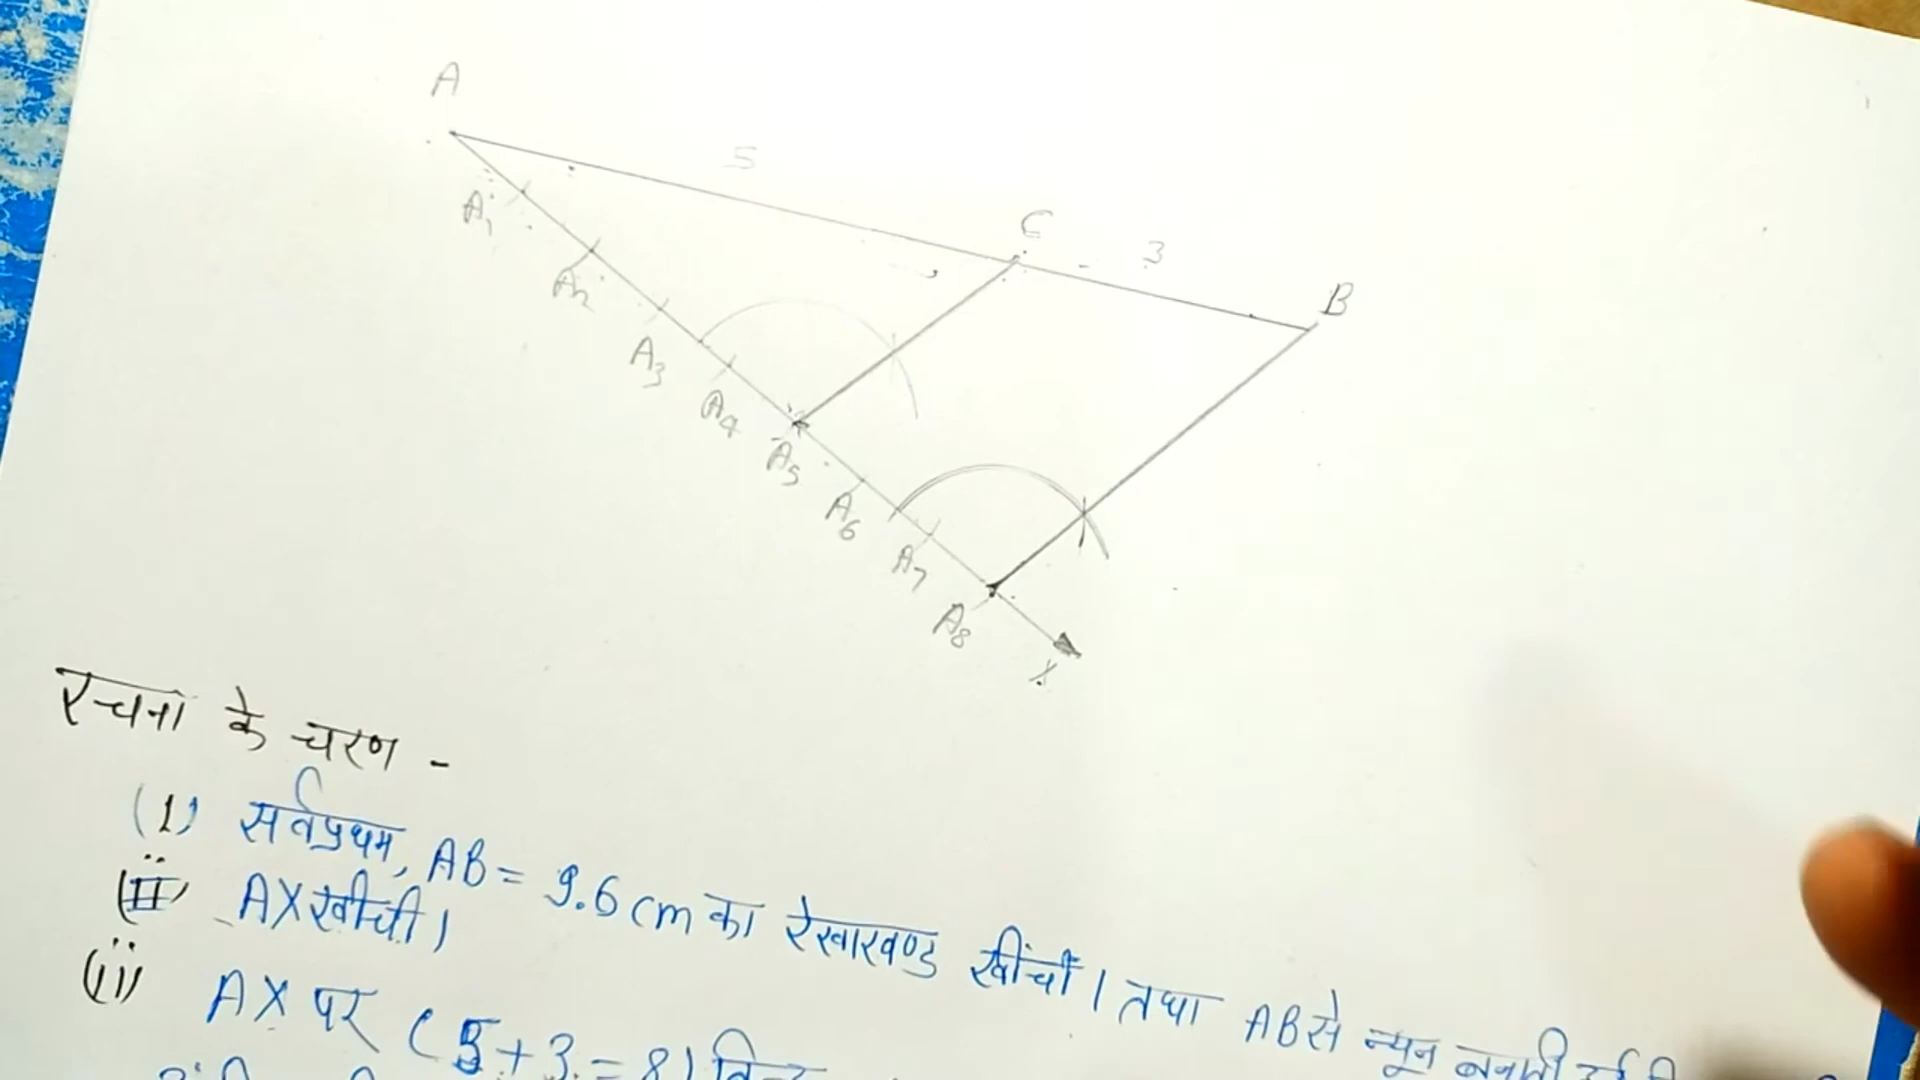 A
5
C
3
B
A1
A2
A3
A4
A5
A6
A7
A8
X
रचना के चरण -
(i) सर्वप्रथम, AB = 9.6 cm का रेखाखण्ड खींचीं। तथा AB से न्यून बनाती हुई
(ii) AX खींची।
(iii) AX पर (5+3=8)